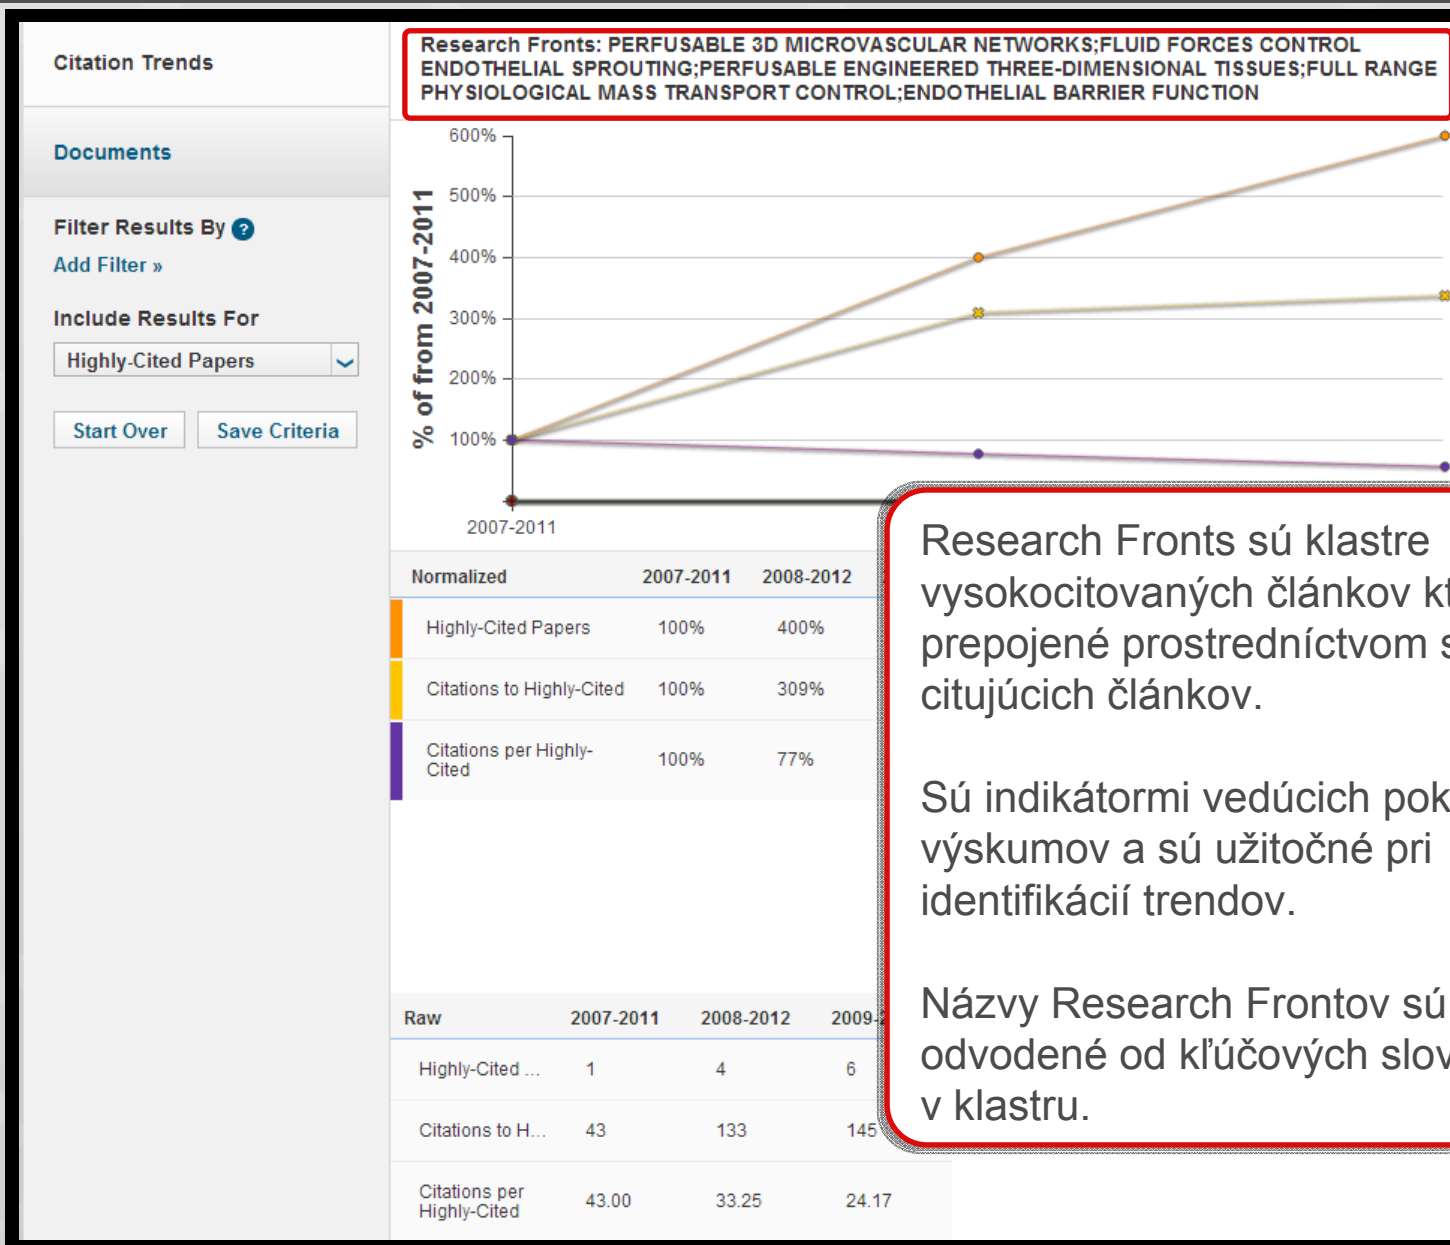 Citation Trends
Documents
Filter Results By ?
Add Filter »
Include Results For
Highly-Cited Papers
Start Over Save Criteria
Research Fronts: PERFUSABLE 3D MICROVASCULAR NETWORKS;FLUID FORCES CONTROL
ENDOTHELIAL SPROUTING;PERFUSABLE ENGINEERED THREE-DIMENSIONAL TISSUES;FULL RANGE
PHYSIOLOGICAL MASS TRANSPORT CONTROL;ENDOTHELIAL BARRIER FUNCTION
% of from 2007-2011
600%
500%
400%
300%
200%
100%
2007-2011
Normalized 2007-2011 2008-2012
Highly-Cited Papers 100% 400%
Citations to Highly-Cited 100% 309%
Citations per Highly-
Cited 100% 77%
Raw 2007-2011 2008-2012 2009-
Highly-Cited ... 1 4 6
Citations to H... 43 133 145
Citations per
Highly-Cited 43.00 33.25 24.17
Research Fronts sú klastre
vysokocitovaných článkov
prepojené prostredníctvom
citujúcich článkov.
Sú indikátormi vedúcich
výskumov a sú užitočné pri
identifikácií trendov.
Názvy Research Frontov sú
odvodené od kľúčových slov
v klastru.